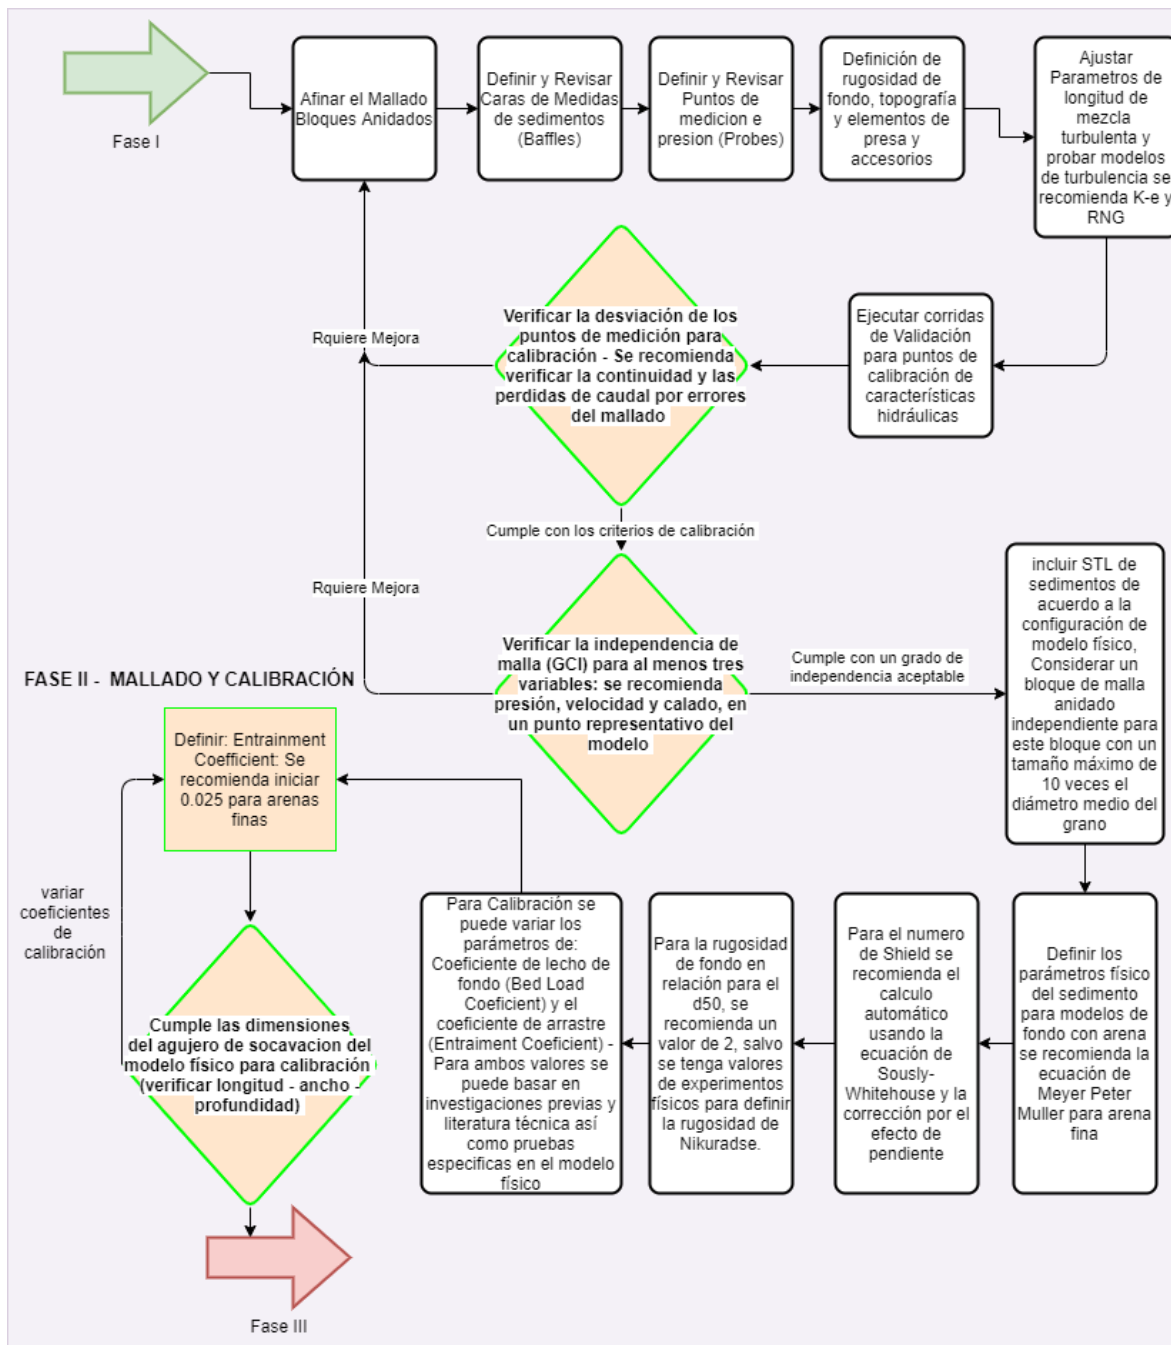 Fase I
Afinar el Mallado
Bloques Anidados
Definir y Revisar
Caras de Medidas
de sedimentos
(Baffles)
Definir y Revisar
Puntos de
medicion e
presion (Probes)
Definición de
rugosidad de
fondo, topografía
y elementos de
presa y
accesorios
Ajustar
Parametros de
longitud de
mezcla
turbulenta y
probar modelos
de turbulencia se
recomienda K-e y
RNG
Ejecutar corridas
de Validación
para puntos de
calibración de
características
hidráulicas
Verificar la desviación de los
puntos de medición para
calibración - Se recomienda
verificar la continuidad y las
perdidas de caudal por errores
del mallado
Rquiere Mejora
Cumple con los criterios de calibración
Verificar la independencia de
malla (GCI) para al menos tres
variables: se recomienda
presión, velocidad y calado, en
un punto representativo del
modelo
Rquiere Mejora
Cumple con un grado de
independencia aceptable
incluir STL de
sedimentos de
acuerdo a la
configuración de
modelo físico,
Considerar un
bloque de malla
anidado
independiente para
este bloque con un
tamaño máximo de
10 veces el
diámetro medio del
grano
FASE II -  MALLADO Y CALIBRACIÓN
Definir los
parámetros físico
del sedimento
para modelos de
fondo con arena
se recomienda la
ecuación de
Meyer Peter
Muller para arena
fina
Para el numero
de Shield se
recomienda el
calculo
automático
usando la
ecuación de
Sously-
Whitehouse y la
corrección por el
efecto de
pendiente
Para la rugosidad
de fondo en
relación para el
d50, se
recomienda un
valor de 2, salvo
se tenga valores
de experimentos
físicos para definir
la rugosidad de
Nikuradse.
Para Calibración se
puede variar los
parámetros de:
Coeficiente de lecho de
fondo (Bed Load
Coeficient) y el
coeficiente de arrastre
(Entraiment Coeficient) -
Para ambos valores se
puede basar en
investigaciones previas y
literatura técnica así
como pruebas
especificas en el modelo
físico
Definir: Entrainment
Coefficient: Se
recomienda iniciar
0.025 para arenas
finas
variar
coeficientes
de
calibración
Cumple las dimensiones
del agujero de socavacion del
modelo físico para calibración
(verificar longitud - ancho -
profundidad)
Fase III